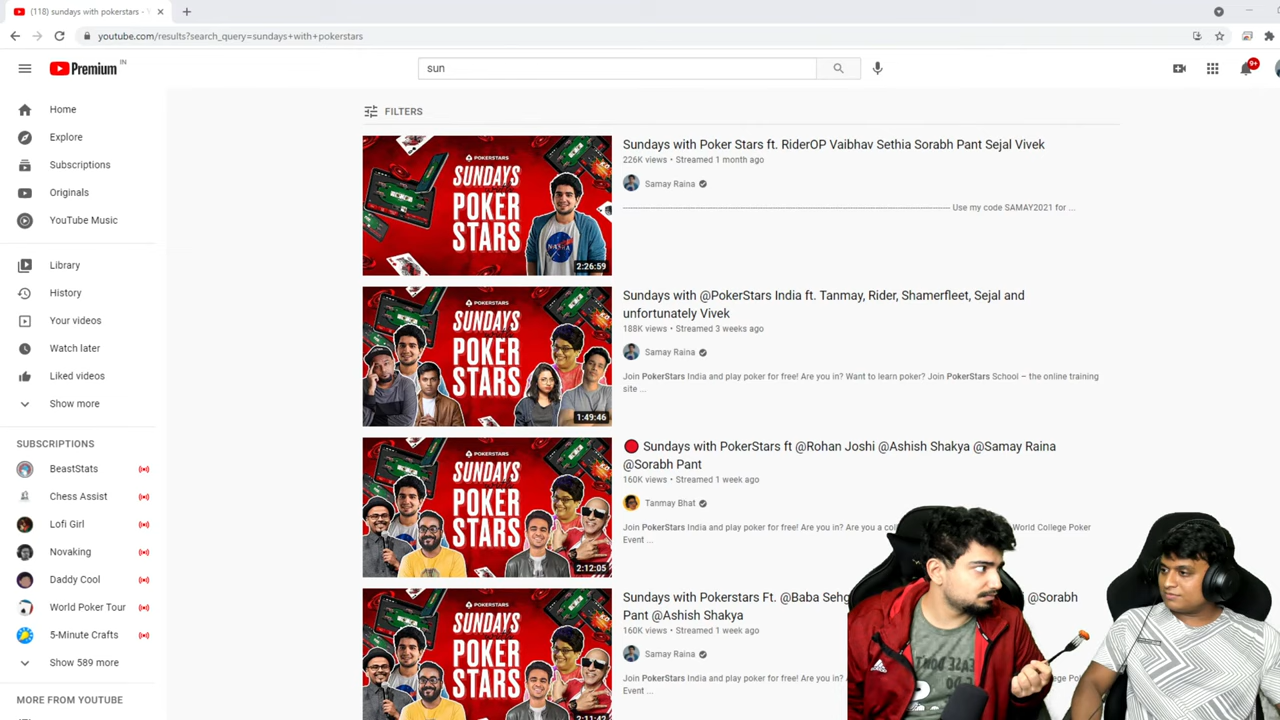 (118) sundays with pokerstars -
youtube.com/results?search_query=sundays+with+pokerstars
Premium IN
sun
9+
Home
Explore
Subscriptions
Originals
YouTube Music
Library
History
Your videos
Watch later
Liked videos
Show more
SUBSCRIPTIONS
BeastStats
Chess Assist
Lofi Girl
Novaking
Daddy Cool
World Poker Tour
5-Minute Crafts
Show 589 more
MORE FROM YOUTUBE
FILTERS
POKERSTARS
SUNDAYS
with
POKER
STARS
NASA
2:26:59
Sundays with Poker Stars ft. RiderOP Vaibhav Sethia Sorabh Pant Sejal Vivek
226K views • Streamed 1 month ago
Samay Raina
Use my code SAMAY2021 for ...
POKERSTARS
SUNDAYS
with
POKER
STARS
1:49:46
Sundays with @PokerStars India ft. Tanmay, Rider, Shamerfleet, Sejal and
unfortunately Vivek
188K views • Streamed 3 weeks ago
Samay Raina
Join PokerStars India and play poker for free! Are you in? Want to learn poker? Join PokerStars School – the online training
site ...
POKERSTARS
SUNDAYS
with
POKER
STARS
2:12:05
Sundays with PokerStars ft @Rohan Joshi @Ashish Shakya @Samay Raina
@Sorabh Pant
160K views • Streamed 1 week ago
Tanmay Bhat
Join PokerStars India and play poker for free! Are you in? Are you a World College Poker
Event ...
POKERSTARS
SUNDAYS
with
POKER
STARS
2:11:42
Sundays with Pokerstars Ft. @Baba Sehg @Sorabh
Pant @Ashish Shakya
160K views • Streamed 1 week ago
Samay Raina
Join PokerStars India and play poker for free! Are you in?
Event ...